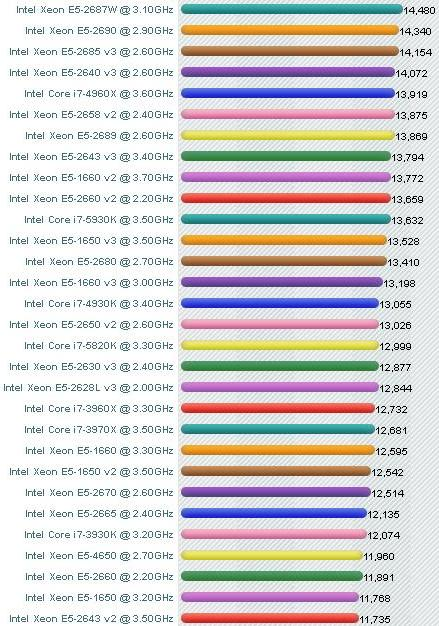 Intel Xeon E5-2687W @ 3.10GHz 14,480
Intel Xeon E5-2690 @ 2.90GHz 14,340
Intel Xeon E5-2685 v3 @ 2.60GHz 14,154
Intel Xeon E5-2640 v3 @ 2.60GHz 14,072
Intel Core i7-4960X @ 3.60GHz 13,919
Intel Xeon E5-2658 v2 @ 2.40GHz 13,875
Intel Xeon E5-2689 @ 2.60GHz 13,869
Intel Xeon E5-2643 v3 @ 3.40GHz 13,794
Intel Xeon E5-1660 v2 @ 3.70GHz 13,772
Intel Xeon E5-2660 v2 @ 2.20GHz 13,659
Intel Core i7-5930K @ 3.50GHz 13,632
Intel Xeon E5-1650 v3 @ 3.50GHz 13,528
Intel Xeon E5-2680 @ 2.70GHz 13,410
Intel Xeon E5-1660 v3 @ 3.00GHz 13,198
Intel Core i7-4930K @ 3.40GHz 13,055
Intel Xeon E5-2650 v2 @ 2.60GHz 13,026
Intel Core i7-5820K @ 3.30GHz 12,999
Intel Xeon E5-2630 v3 @ 2.40GHz 12,877
Intel Xeon E5-2628L v3 @ 2.00GHz 12,844
Intel Core i7-3960X @ 3.30GHz 12,732
Intel Core i7-3970X @ 3.50GHz 12,681
Intel Xeon E5-1660 @ 3.30GHz 12,595
Intel Xeon E5-1650 v2 @ 3.50GHz 12,542
Intel Xeon E5-2670 @ 2.60GHz 12,514
Intel Xeon E5-2665 @ 2.40GHz 12,135
Intel Core i7-3930K @ 3.20GHz 12,074
Intel Xeon E5-4650 @ 2.70GHz 11,960
Intel Xeon E5-2660 @ 2.20GHz 11,891
Intel Xeon E5-1650 @ 3.20GHz 11,768
Intel Xeon E5-2643 v2 @ 3.50GHz 11,735